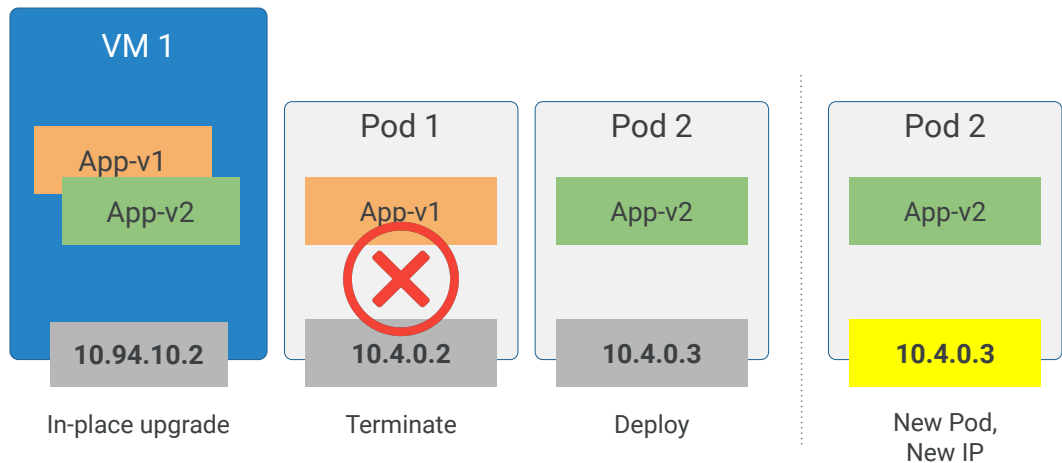 VM 1
App-v1
App-v2
10.94.10.2
In-place upgrade
Pod 1
App-v1
10.4.0.2
Terminate
Pod 2
App-v2
10.4.0.3
Deploy
Pod 2
App-v2
10.4.0.3
New Pod,
New IP